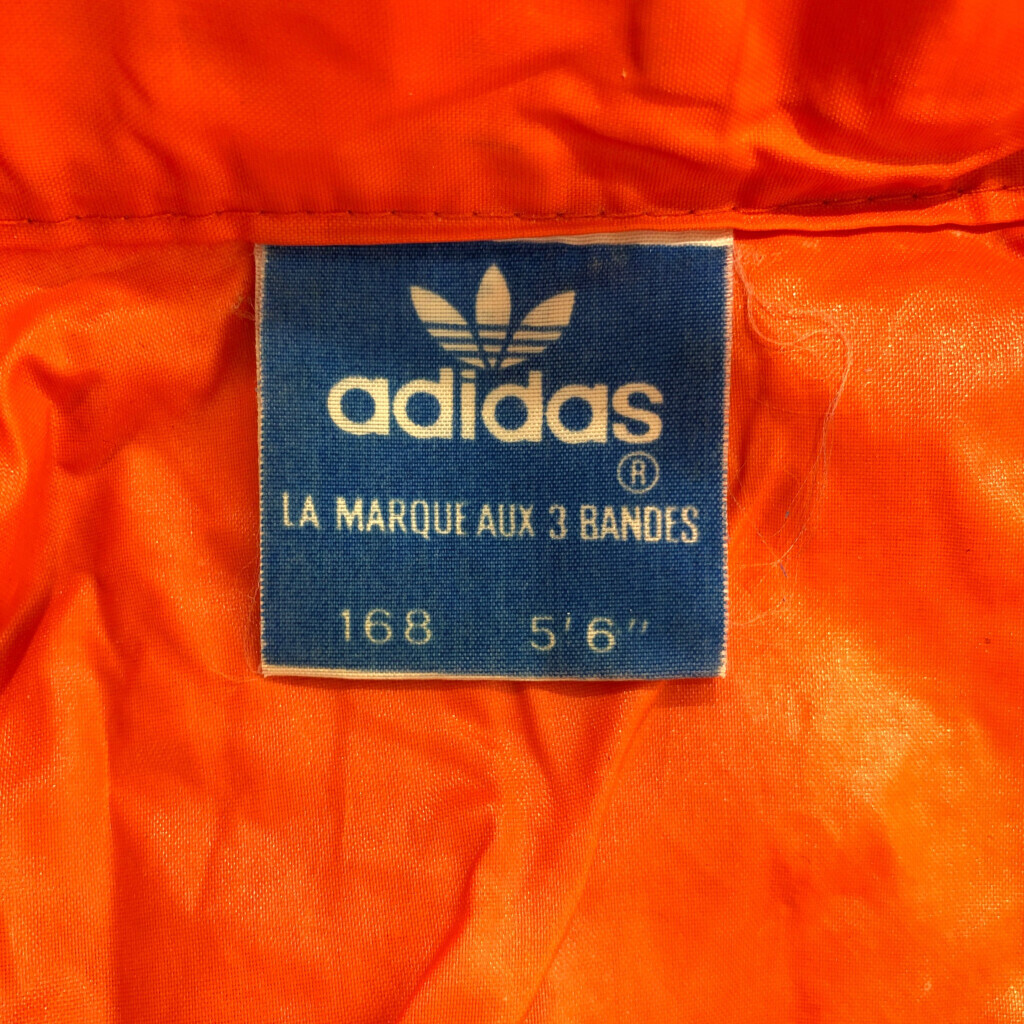 adidas
®
LA MARQUE AUX 3 BANDES
168 5'6"